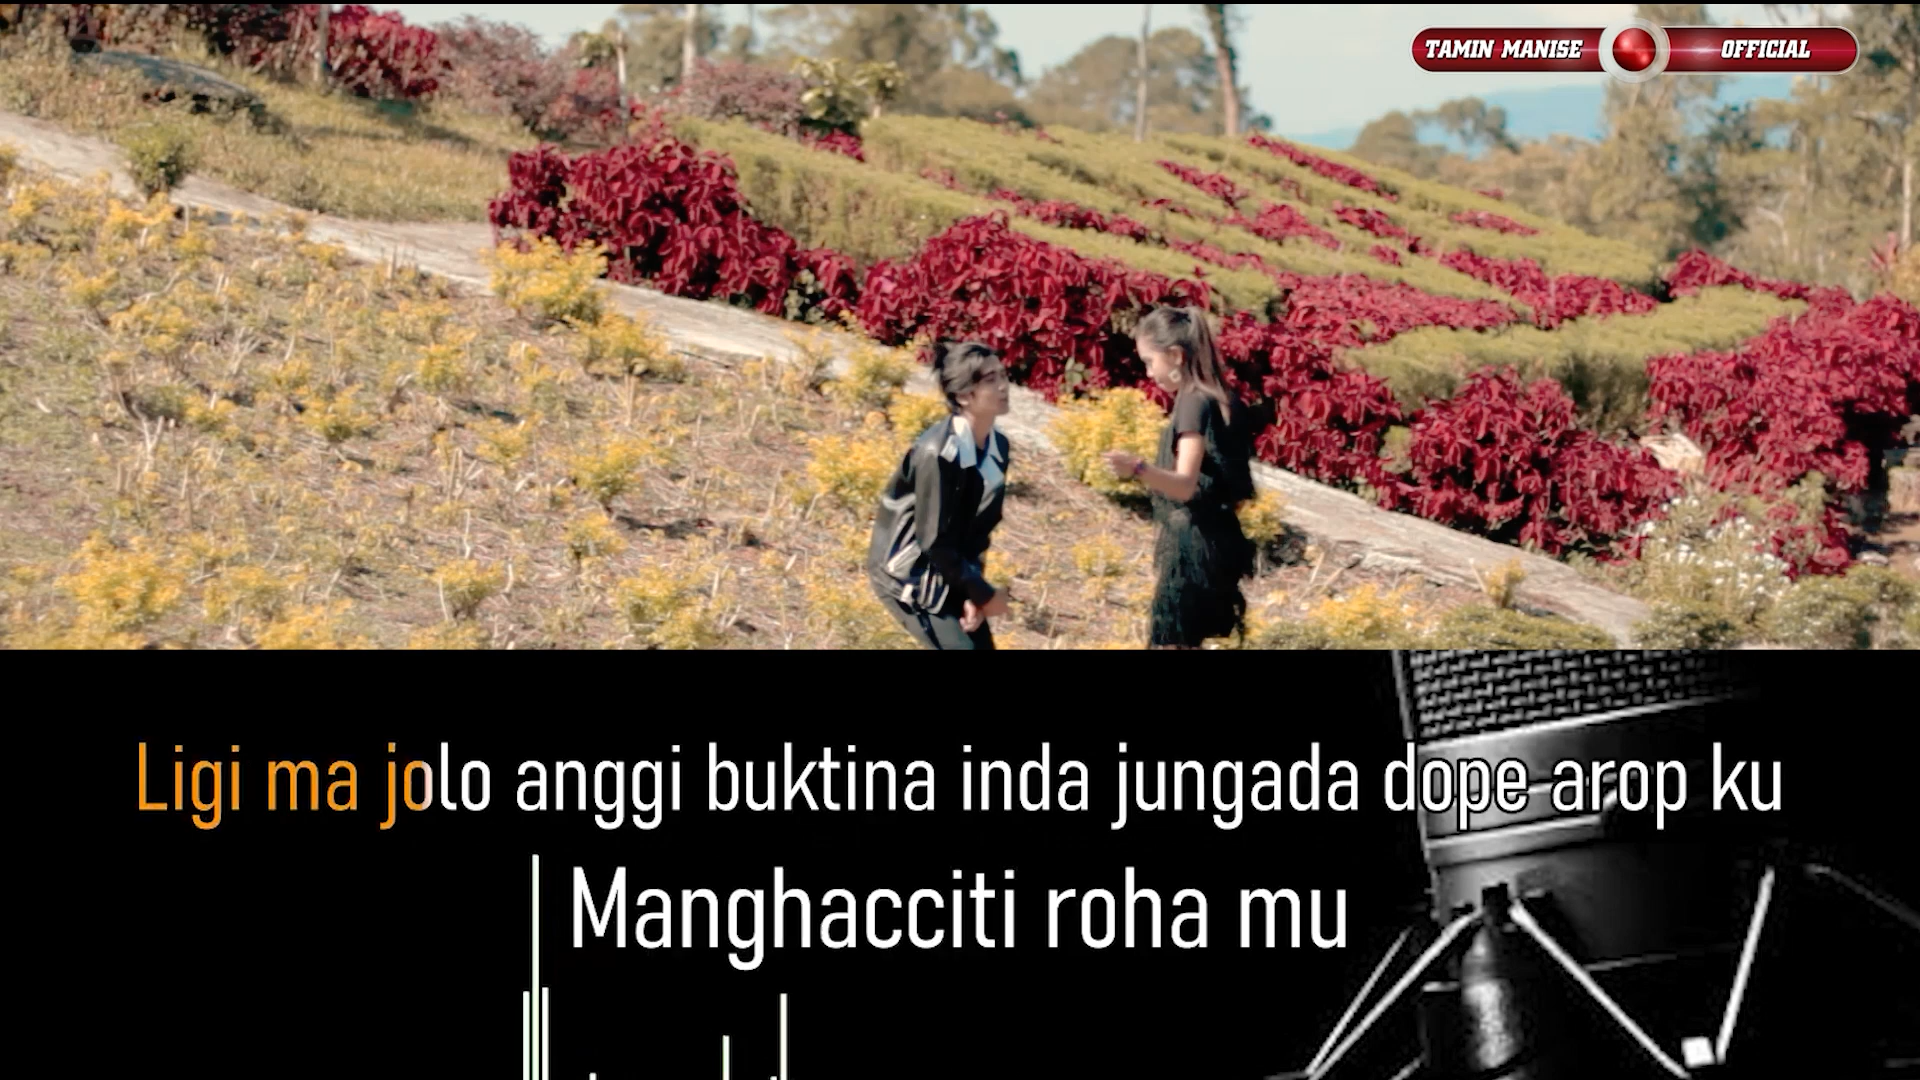 TAMIN MANISE OFFICIAL
Ligi ma jolo anggi buktina inda jungada dope arop ku
Manghacciti roha mu